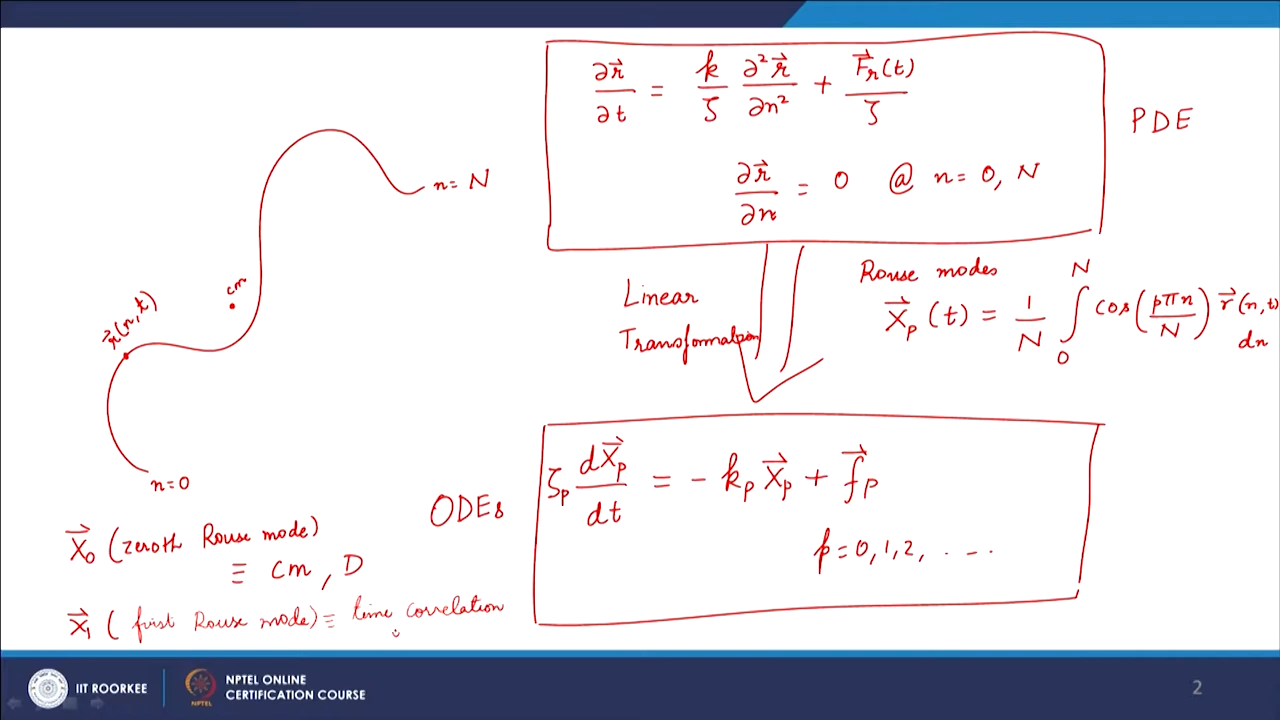 ∂r⃗/∂t = k/ζ ∂²r⃗/∂n² + F⃗r(t)/ζ
∂r⃗/∂n = 0 @ n=0, N
PDE
n=N
cm
r⃗(n,t)
n=0
Linear
Transformation
Rouse modes
X⃗p (t) = 1/N ∫₀ᴺ cos(pπn/N) r⃗(n,t) dn
ODEs
ζp dX⃗p/dt = - kp X⃗p + f⃗p
p=0,1,2, . - - .
X⃗0 (zeroth Rouse mode)
≡ cm, D
X⃗1 (first Rouse mode) ≡ time correlation
IIT ROORKEE
NPTEL
NPTEL ONLINE
CERTIFICATION COURSE
2